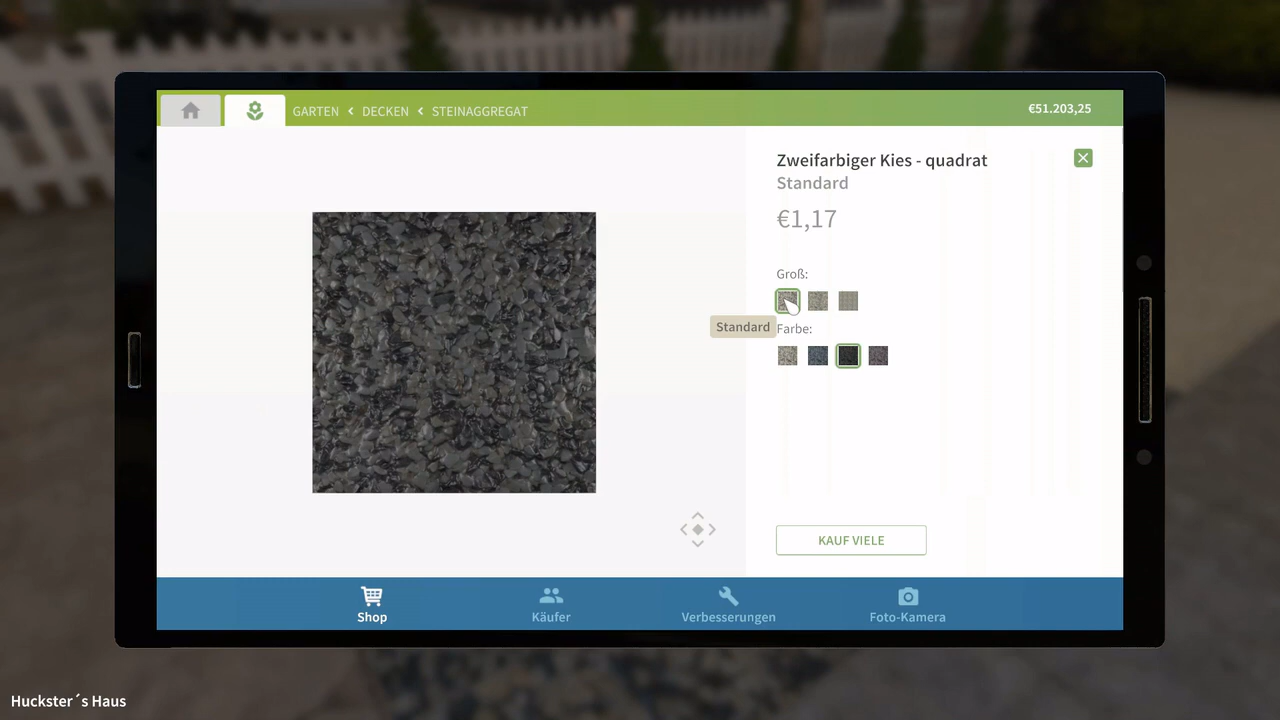 GARTEN < DECKEN < STEINAGGREGAT
€51.203,25
Zweifarbiger Kies - quadrat
Standard
€1,17
Groß:
Standard
Farbe:
KAUF VIELE
Shop
Käufer
Verbesserungen
Foto-Kamera
Huckster´s Haus